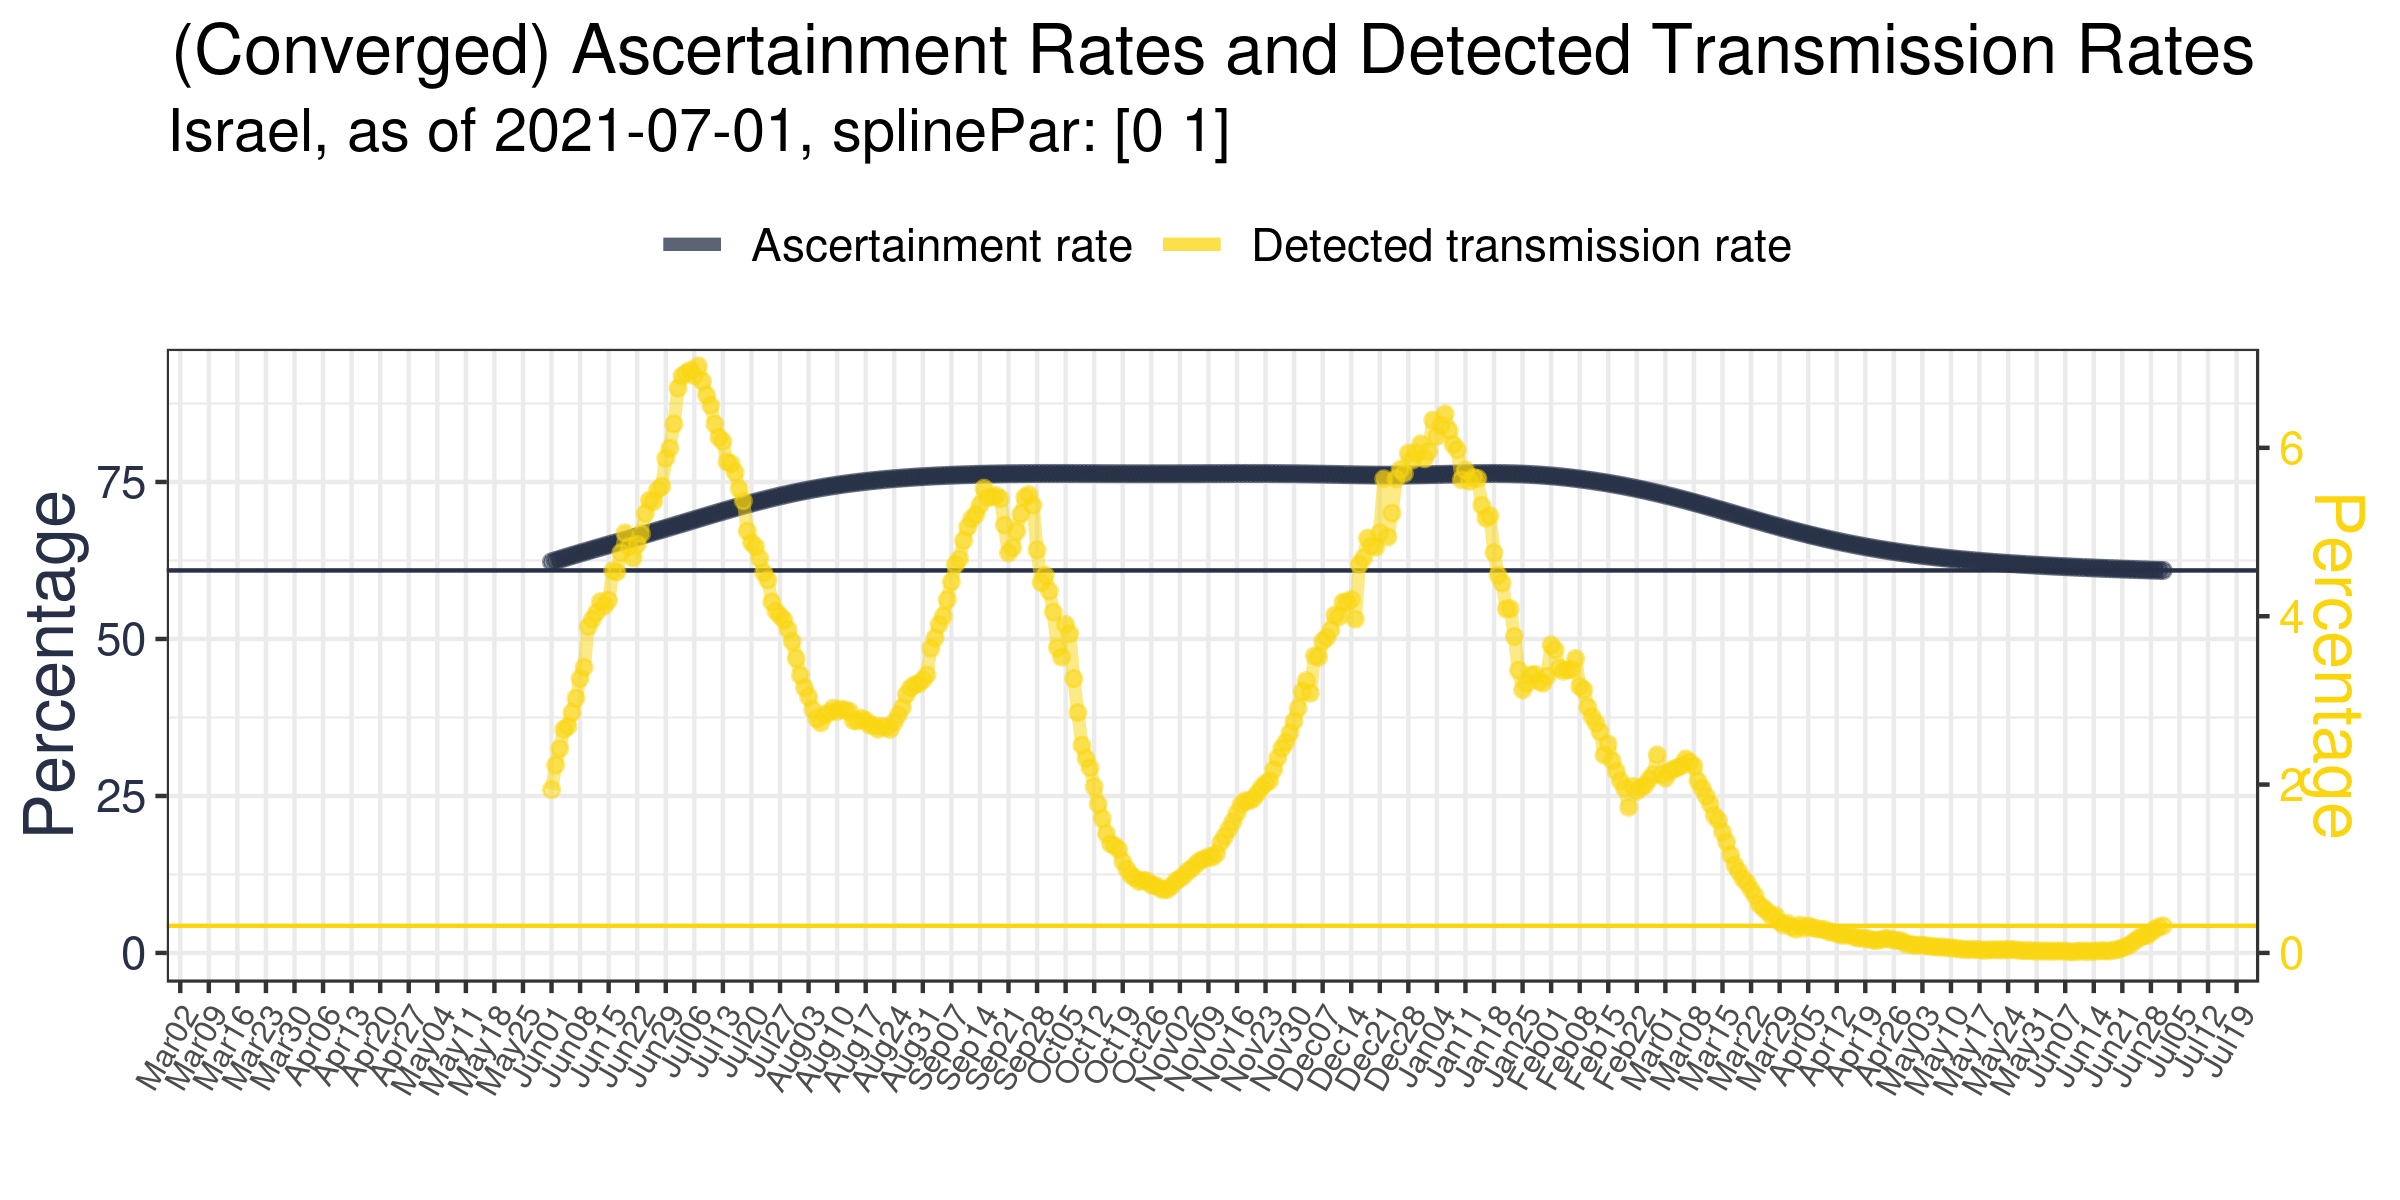 (Converged) Ascertainment Rates and Detected Transmission Rates
Israel, as of 2021-07-01, splinePar: [0 1]
Ascertainment rate Detected transmission rate
Percentage
75
50
25
0
6
4
2
0
Percentage
Mar02 Mar09 Mar16 Mar23 Mar30 Apr06 Apr13 Apr20 Apr27 May04 May11 May18 May25 Jun01 Jun08 Jun15 Jun22 Jun29 Jul06 Jul13 Jul20 Jul27 Aug03 Aug10 Aug17 Aug24 Aug31 Sep07 Sep14 Sep21 Sep28 Oct05 Oct12 Oct19 Oct26 Nov02 Nov09 Nov16 Nov23 Nov30 Dec07 Dec14 Dec21 Dec28 Jan04 Jan11 Jan18 Jan25 Feb01 Feb08 Feb15 Feb22 Mar01 Mar08 Mar15 Mar22 Mar29 Apr05 Apr12 Apr19 Apr26 May03 May10 May17 May24 May31 Jun07 Jun14 Jun21 Jun28 Jul05 Jul12 Jul19